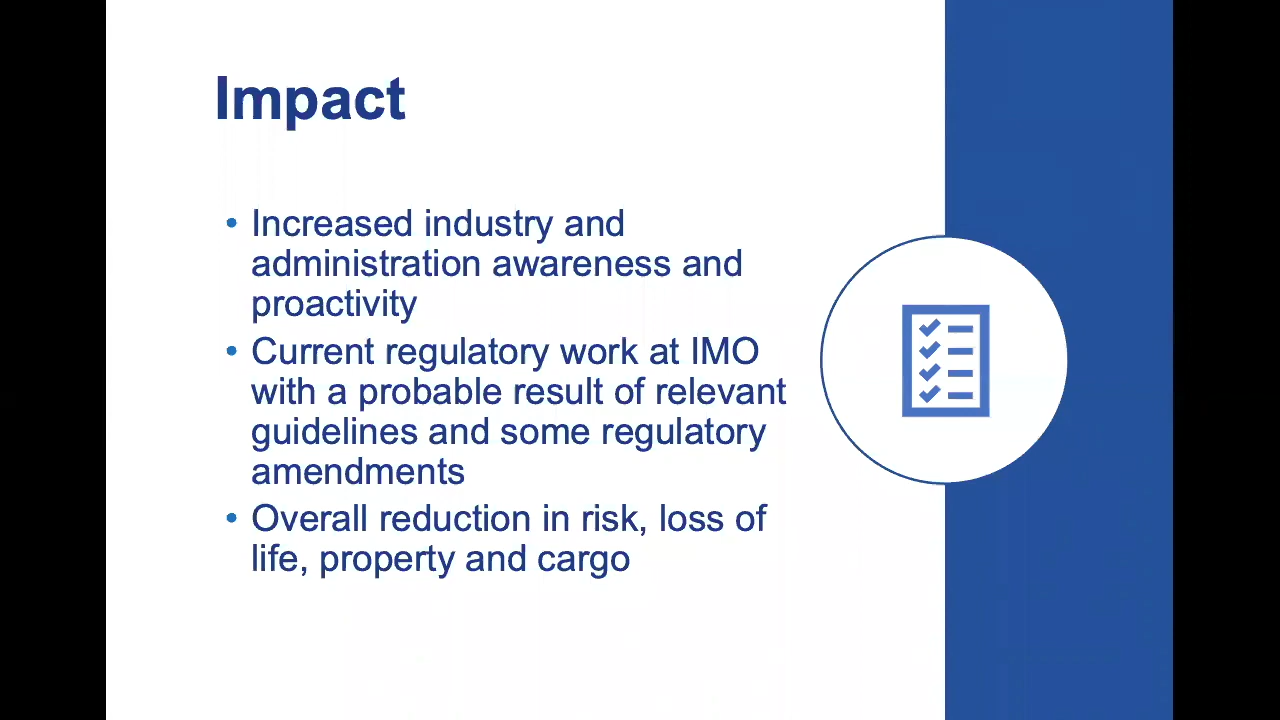 Impact
• Increased industry and
administration awareness and
proactivity
• Current regulatory work at IMO
with a probable result of relevant
guidelines and some regulatory
amendments
• Overall reduction in risk, loss of
life, property and cargo